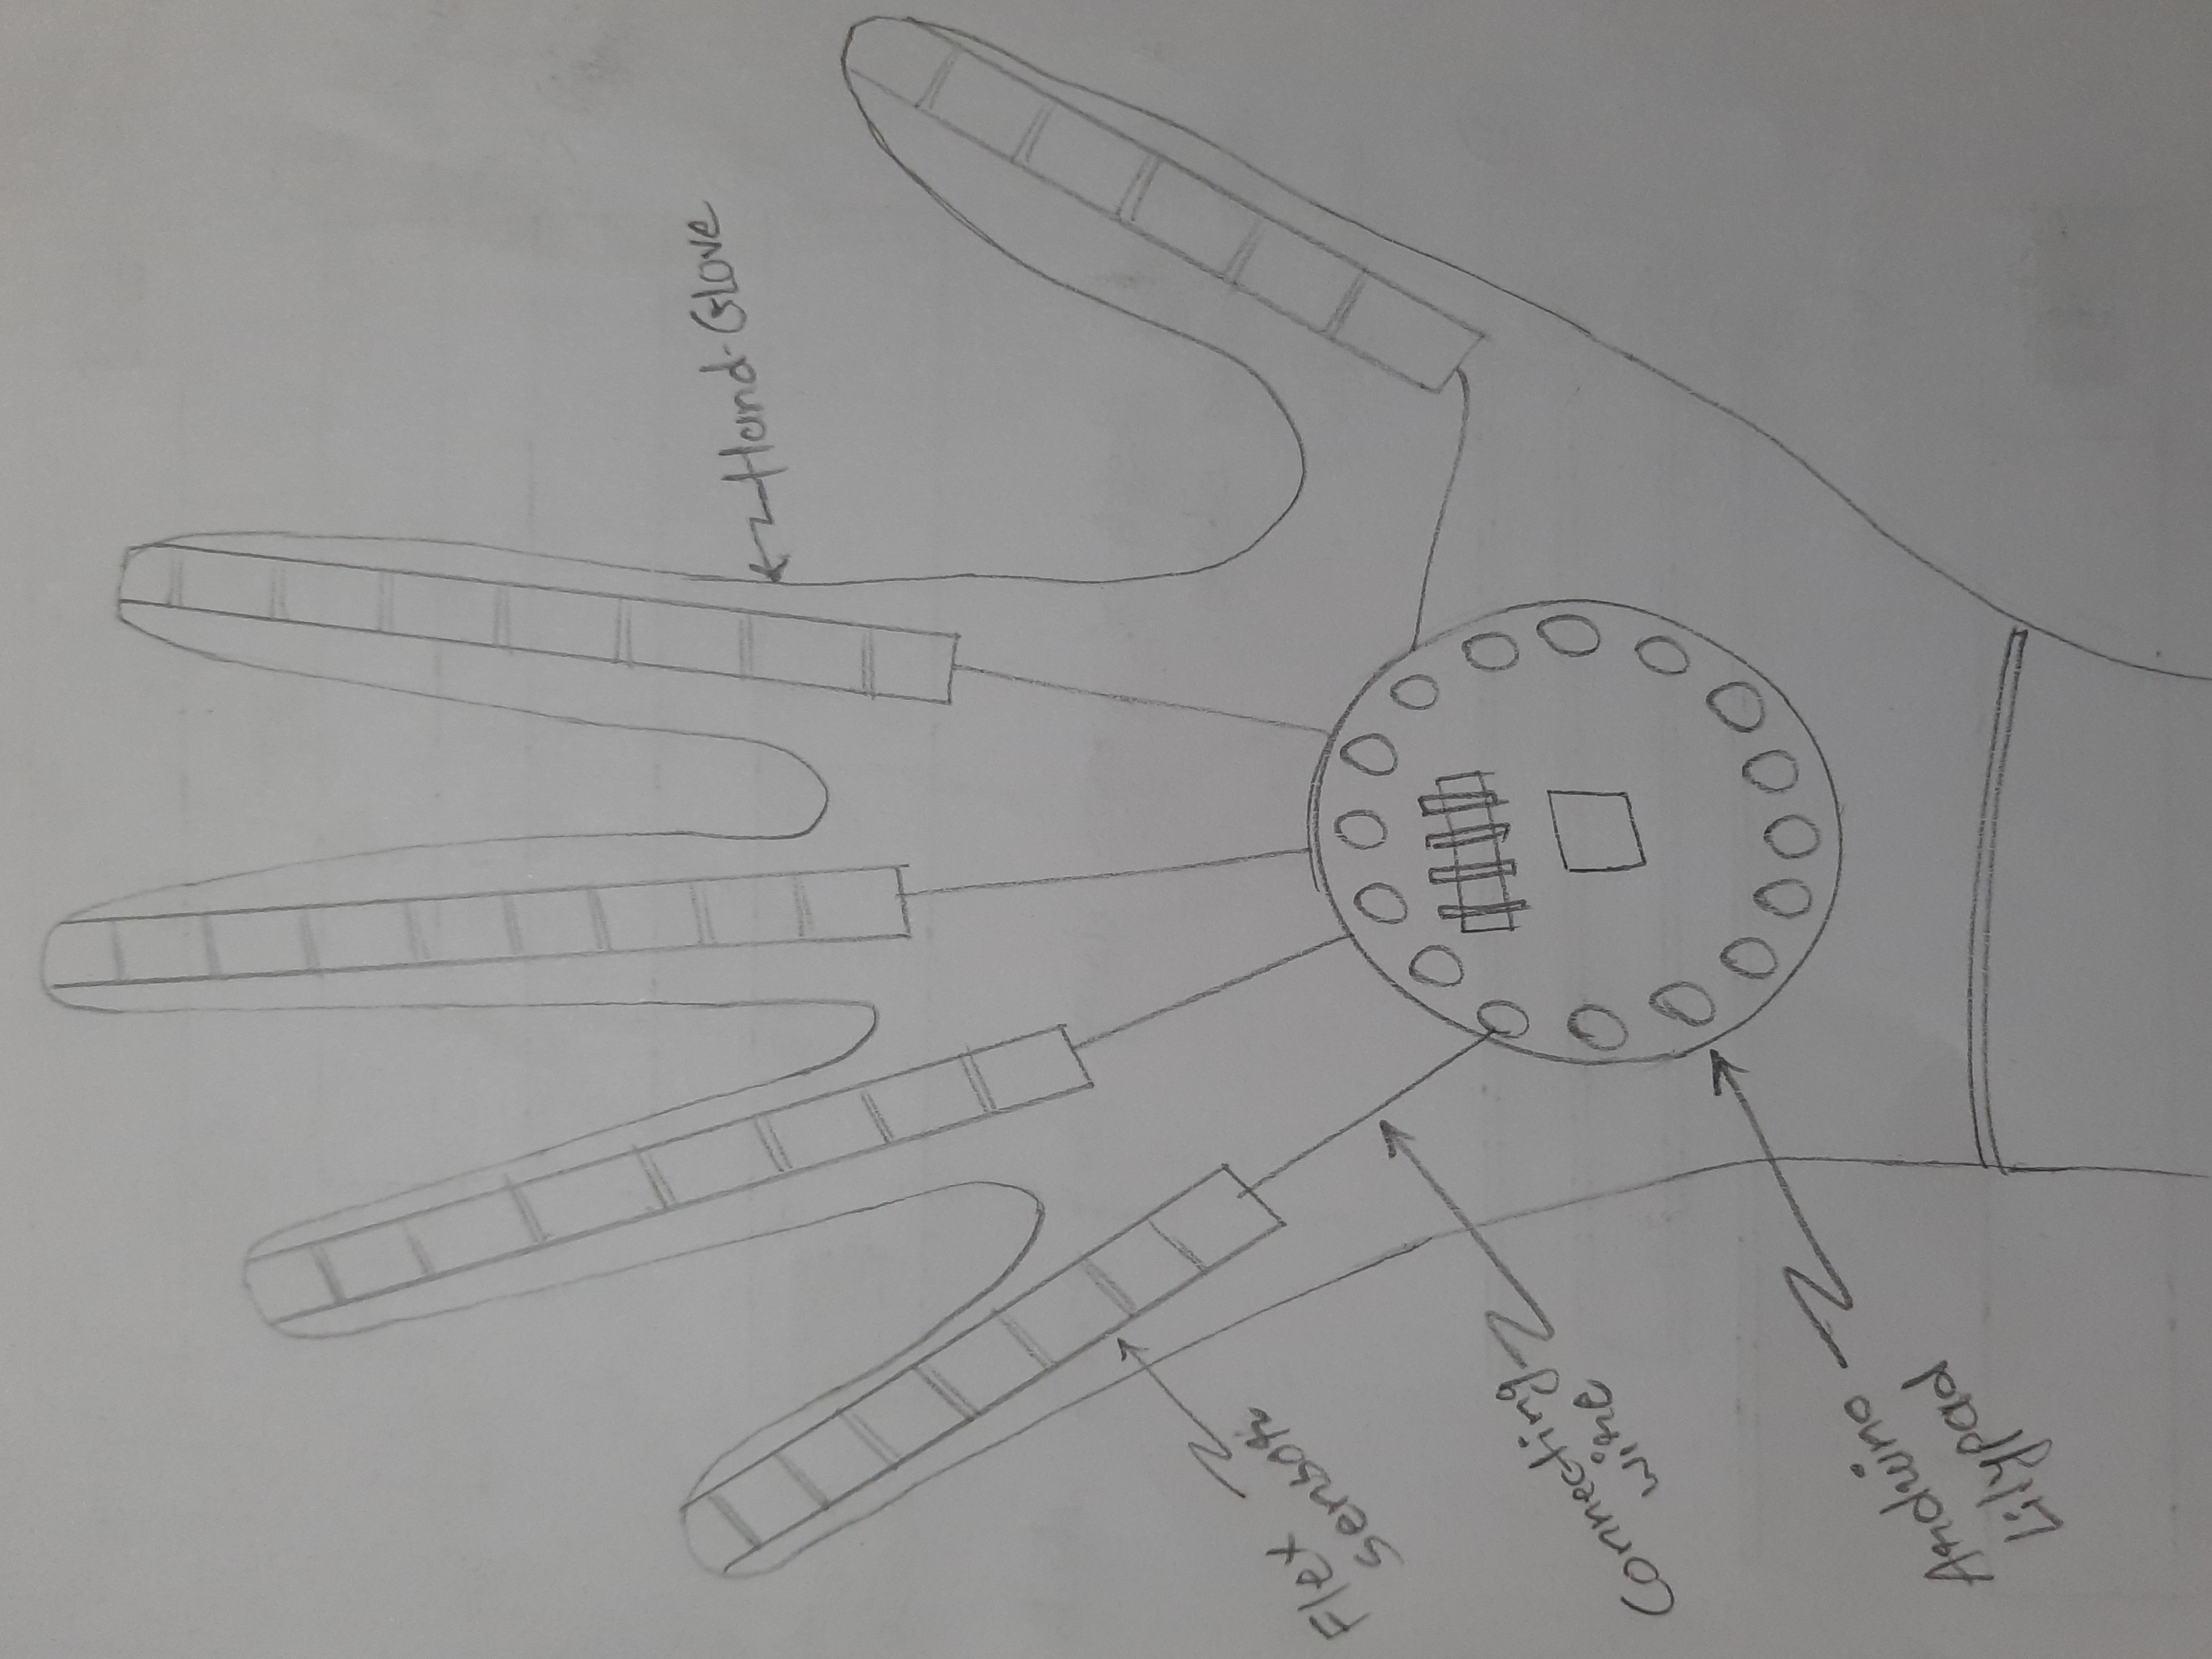 Hand-Glove
Flex
sensor
Connecting
wire
Arduino
Lilypad